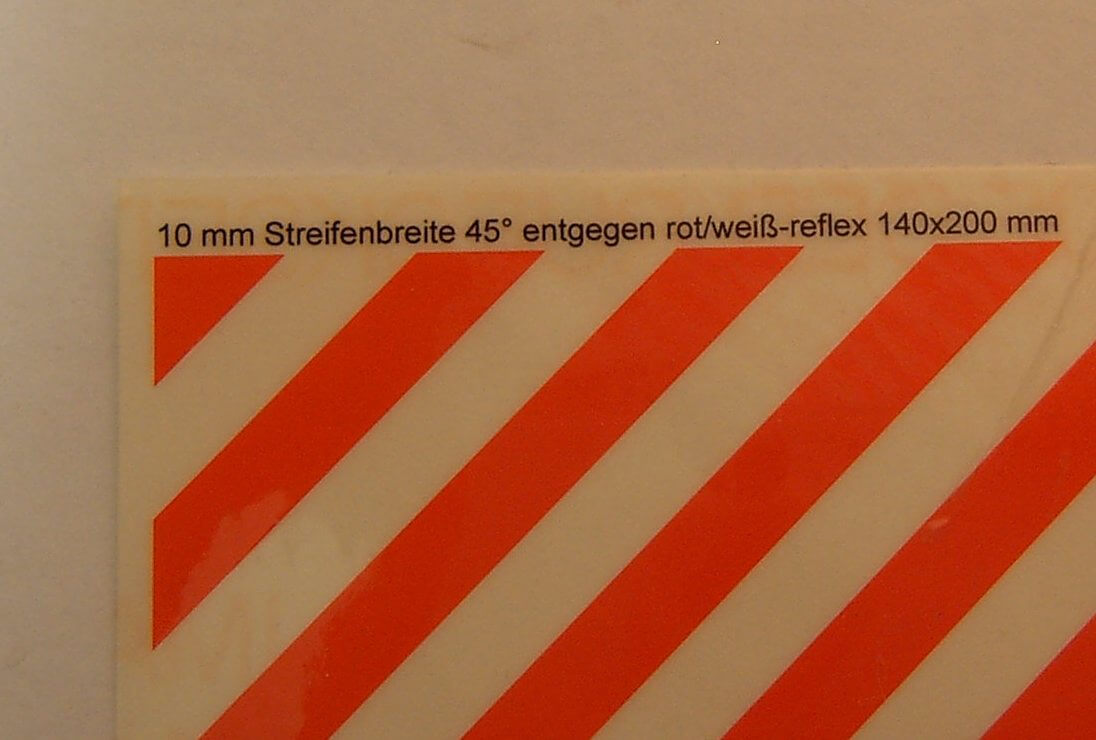 10 mm Streifenbreite 45° entgegen rot/weiß-reflex 140x200 mm